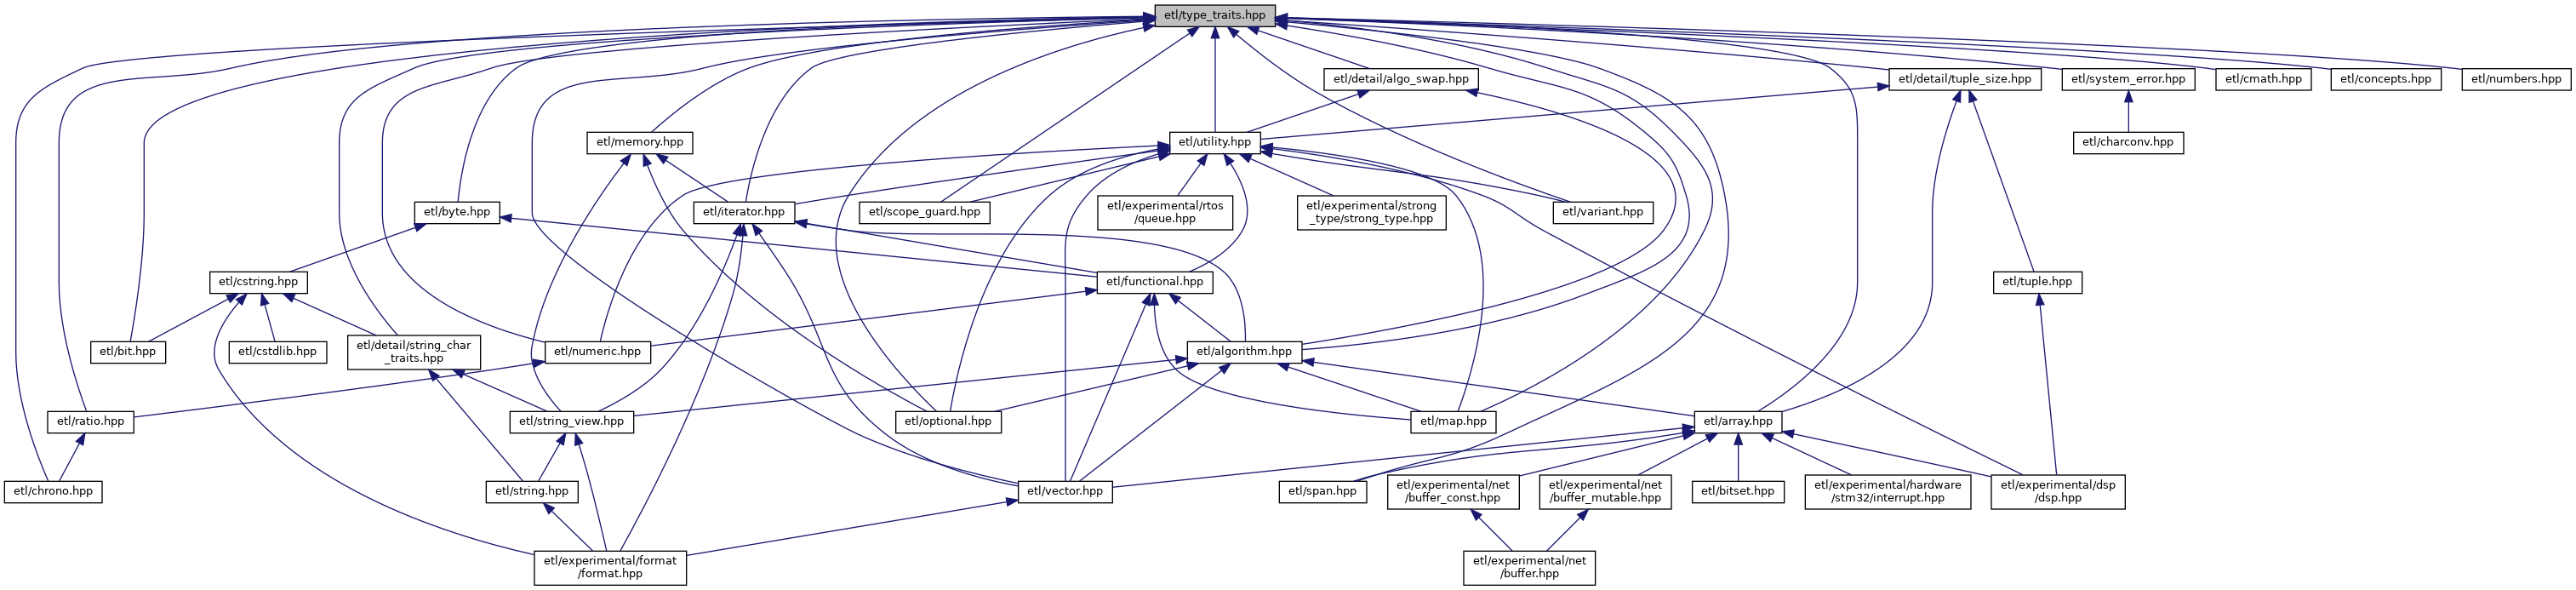 etl/type_traits.hpp
etl/detail/algo_swap.hpp
etl/detail/tuple_size.hpp
etl/system_error.hpp
etl/cmath.hpp
etl/concepts.hpp
etl/numbers.hpp
etl/memory.hpp
etl/utility.hpp
etl/charconv.hpp
etl/byte.hpp
etl/iterator.hpp
etl/scope_guard.hpp
etl/experimental/rtos
/queue.hpp
etl/experimental/strong
_type/strong_type.hpp
etl/variant.hpp
etl/cstring.hpp
etl/functional.hpp
etl/tuple.hpp
etl/bit.hpp
etl/cstdlib.hpp
etl/detail/string_char
_traits.hpp
etl/numeric.hpp
etl/algorithm.hpp
etl/ratio.hpp
etl/string_view.hpp
etl/optional.hpp
etl/map.hpp
etl/array.hpp
etl/chrono.hpp
etl/string.hpp
etl/vector.hpp
etl/span.hpp
etl/experimental/net
/buffer_const.hpp
etl/experimental/net
/buffer_mutable.hpp
etl/bitset.hpp
etl/experimental/hardware
/stm32/interrupt.hpp
etl/experimental/dsp
/dsp.hpp
etl/experimental/format
/format.hpp
etl/experimental/net
/buffer.hpp